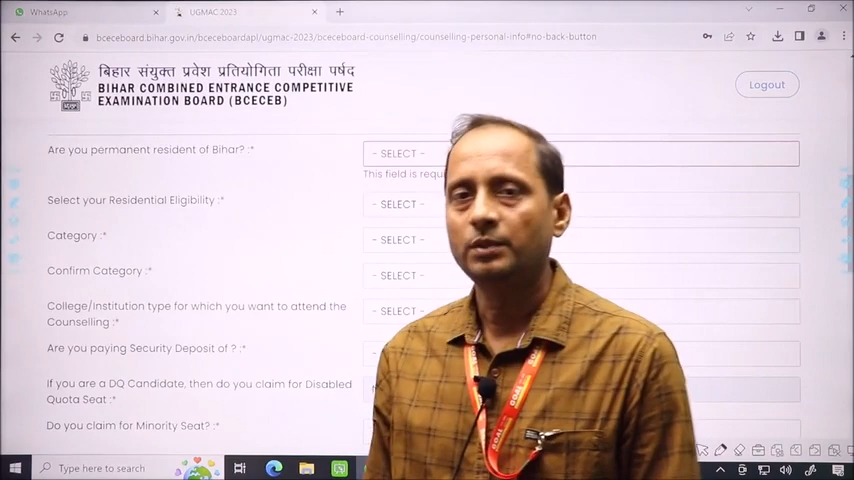 WhatsApp
UGMAC 2023
bceceboard.bihar.gov.in/bceceboardapl/ugmac-2023/bceceboard-counselling/counselling-personal-info#no-back-button
बिहार संयुक्त प्रवेश प्रतियोगिता परीक्षा पर्षद
BIHAR COMBINED ENTRANCE COMPETITIVE
EXAMINATION BOARD (BCECEB)
Logout
Are you permanent resident of Bihar? :*
- SELECT -
This field is
Select your Residential Eligibility :*
- SELECT -
Category :*
- SELECT -
Confirm Category :*
- SELECT -
College/Institution type for which you want to attend the
Counselling :*
- SELECT -
Are you paying Security Deposit of ? :*
If you are a DQ Candidate, then do you claim for Disabled
Quota Seat :*
Do you claim for Minority Seat? :*
GOAL
Type here to search